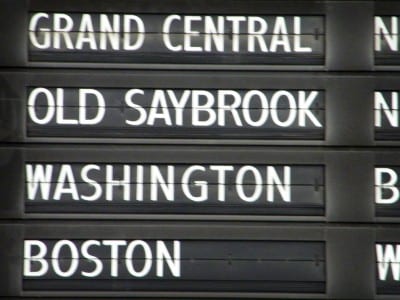 GRAND CENTRAL N
OLD SAYBROOK N
WASHINGTON B
BOSTON W